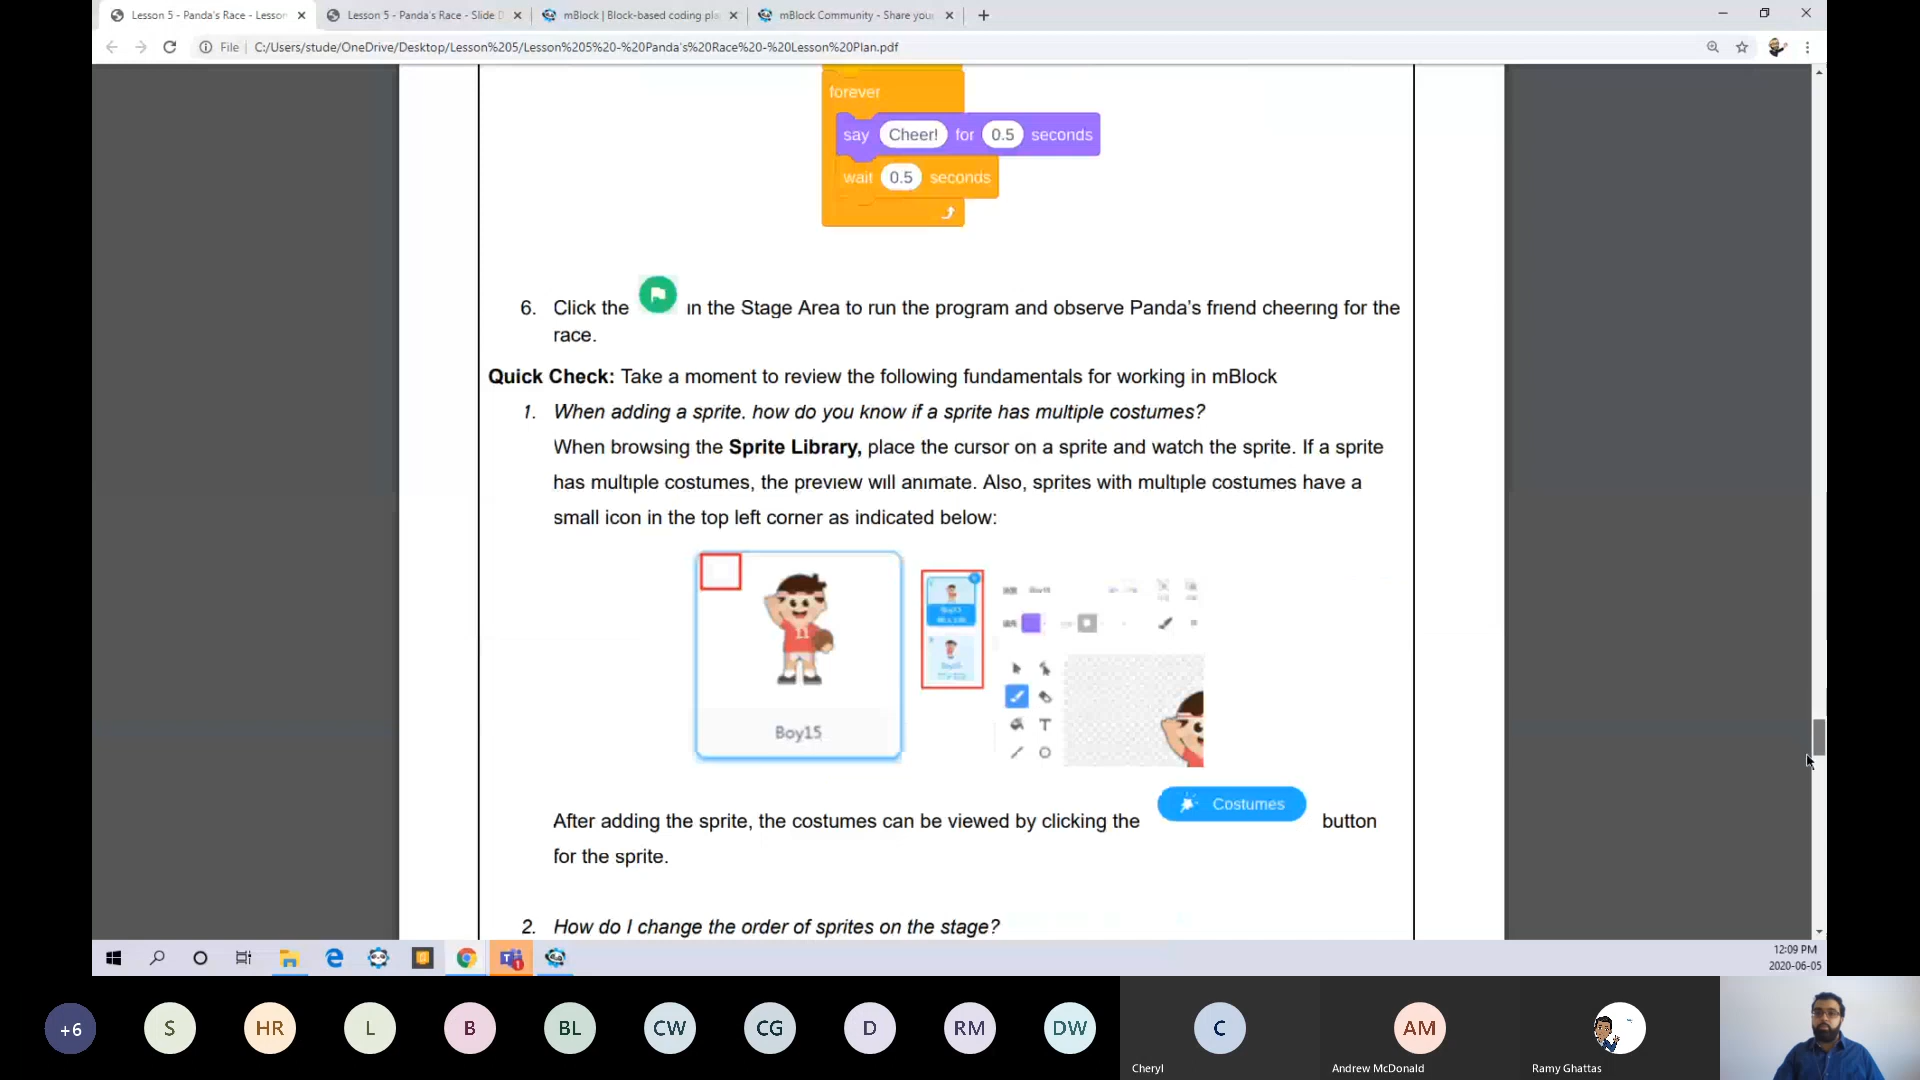 Lesson 5 - Panda's Race - Lesson
Lesson 5 - Panda's Race - Slide D
mBlock | Block-based coding pla
mBlock Community - Share your
File
C:/Users/stude/OneDrive/Desktop/Lesson%205/Lesson%205%20-%20Panda's%20Race%20-%20Lesson%20Plan.pdf
forever
say Cheer! for 0.5 seconds
wait 0.5 seconds
6. Click the in the Stage Area to run the program and observe Panda's friend cheering for the
race.
Quick Check: Take a moment to review the following fundamentals for working in mBlock
1. When adding a sprite. how do you know if a sprite has multiple costumes?
When browsing the Sprite Library, place the cursor on a sprite and watch the sprite. If a sprite
has multiple costumes, the preview will animate. Also, sprites with multiple costumes have a
small icon in the top left corner as indicated below:
Boy15
Costumes
After adding the sprite, the costumes can be viewed by clicking the button
for the sprite.
2. How do I change the order of sprites on the stage?
12:09 PM
2020-06-05
+6 S HR L B BL CW CG D RM DW C AM
Cheryl Andrew McDonald Ramy Ghattas